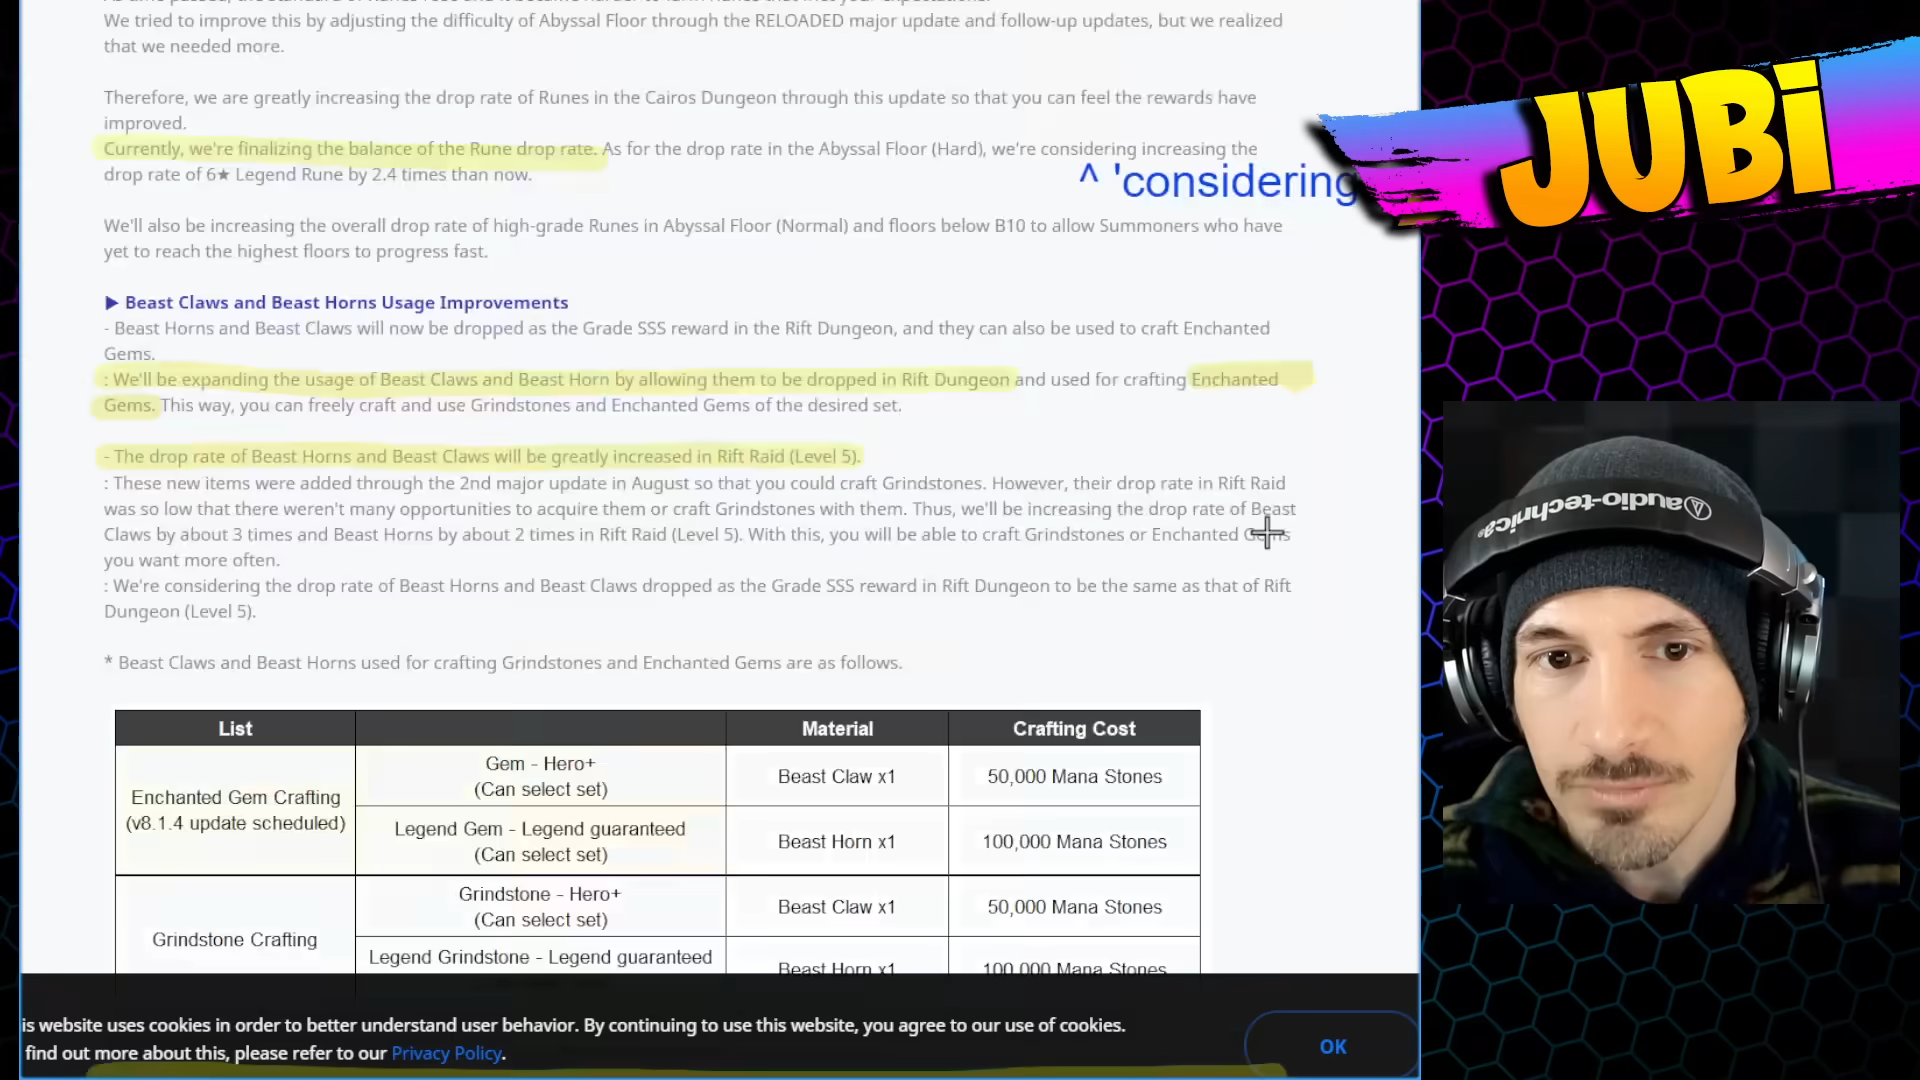 We tried to improve this by adjusting the difficulty of Abyssal Floor through the RELOADED major update and follow-up updates, but we realized
that we needed more.
Therefore, we are greatly increasing the drop rate of Runes in the Cairos Dungeon through this update so that you can feel the rewards have
improved.
Currently, we're finalizing the balance of the Rune drop rate. As for the drop rate in the Abyssal Floor (Hard), we're considering increasing the
drop rate of 6★ Legend Rune by 2.4 times than now.
^ 'considering
We'll also be increasing the overall drop rate of high-grade Runes in Abyssal Floor (Normal) and floors below B10 to allow Summoners who have
yet to reach the highest floors to progress fast.
▶ Beast Claws and Beast Horns Usage Improvements
- Beast Horns and Beast Claws will now be dropped as the Grade SSS reward in the Rift Dungeon, and they can also be used to craft Enchanted
Gems.
: We'll be expanding the usage of Beast Claws and Beast Horn by allowing them to be dropped in Rift Dungeon and used for crafting Enchanted
Gems. This way, you can freely craft and use Grindstones and Enchanted Gems of the desired set.
- The drop rate of Beast Horns and Beast Claws will be greatly increased in Rift Raid (Level 5).
: These new items were added through the 2nd major update in August so that you could craft Grindstones. However, their drop rate in Rift Raid
was so low that there weren't many opportunities to acquire them or craft Grindstones with them. Thus, we'll be increasing the drop rate of Beast
Claws by about 3 times and Beast Horns by about 2 times in Rift Raid (Level 5). With this, you will be able to craft Grindstones or Enchanted Gems
you want more often.
: We're considering the drop rate of Beast Horns and Beast Claws dropped as the Grade SSS reward in Rift Dungeon to be the same as that of Rift
Dungeon (Level 5).
* Beast Claws and Beast Horns used for crafting Grindstones and Enchanted Gems are as follows.
List Material Crafting Cost
Enchanted Gem Crafting
(v8.1.4 update scheduled)
Gem - Hero+
(Can select set)
Beast Claw x1
50,000 Mana Stones
Legend Gem - Legend guaranteed
(Can select set)
Beast Horn x1
100,000 Mana Stones
Grindstone Crafting
Grindstone - Hero+
(Can select set)
Beast Claw x1
50,000 Mana Stones
Legend Grindstone - Legend guaranteed
Beast Horn x1
100,000 Mana Stones
is website uses cookies in order to better understand user behavior. By continuing to use this website, you agree to our use of cookies.
find out more about this, please refer to our Privacy Policy.
OK
JUBi
audio-technica